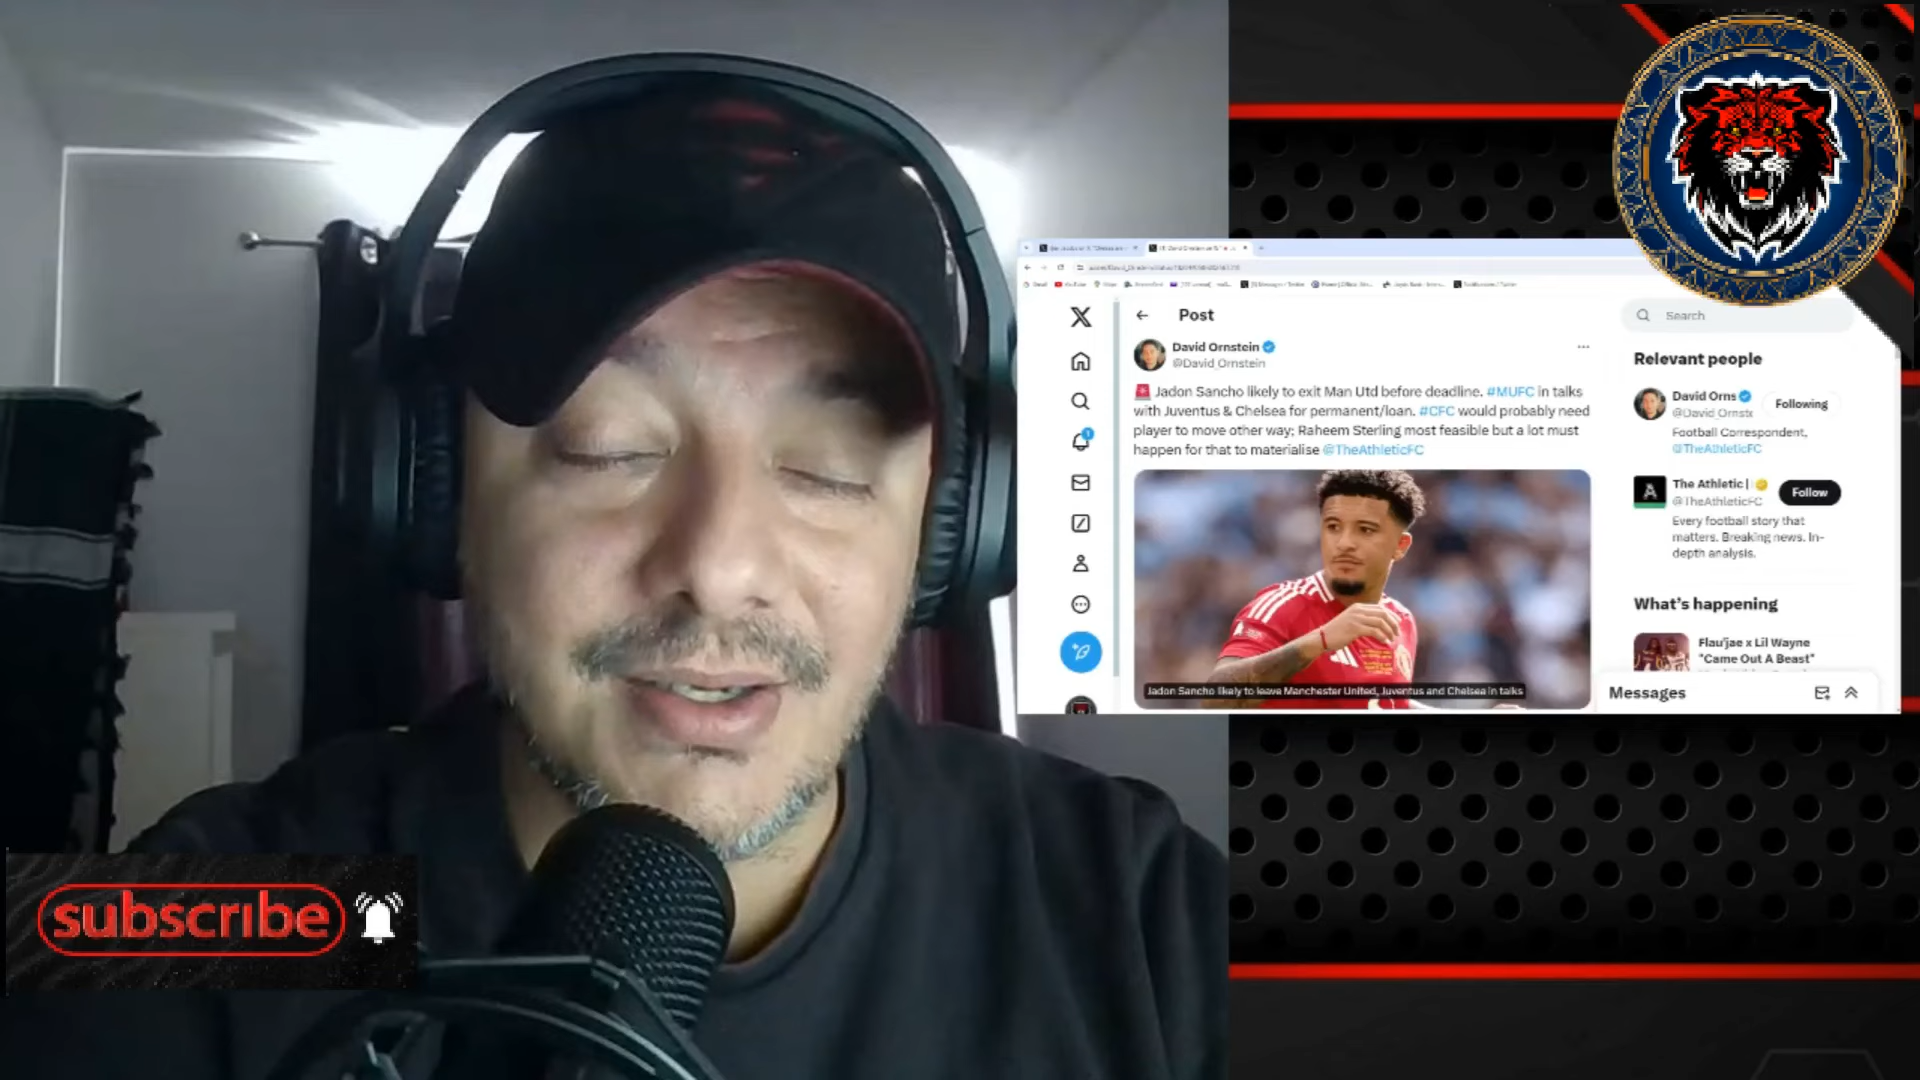 subscribe
Post
Search
David Ornstein
@David_Ornstein
Jadon Sancho likely to exit Man Utd before deadline. #MUFC in talks
with Juventus & Chelsea for permanent/loan. #CFC would probably need
player to move other way; Raheem Sterling most feasible but a lot must
happen for that to materialise @TheAthleticFC
Jadon Sancho likely to leave Manchester United, Juventus and Chelsea in talks
Relevant people
David Orns
@David_Ornste
Following
Football Correspondent,
@TheAthleticFC
The Athletic |
@TheAthleticFC
Follow
Every football story that
matters. Breaking news. In-
depth analysis.
What's happening
Flau'jae x Lil Wayne
"Came Out A Beast"
Messages